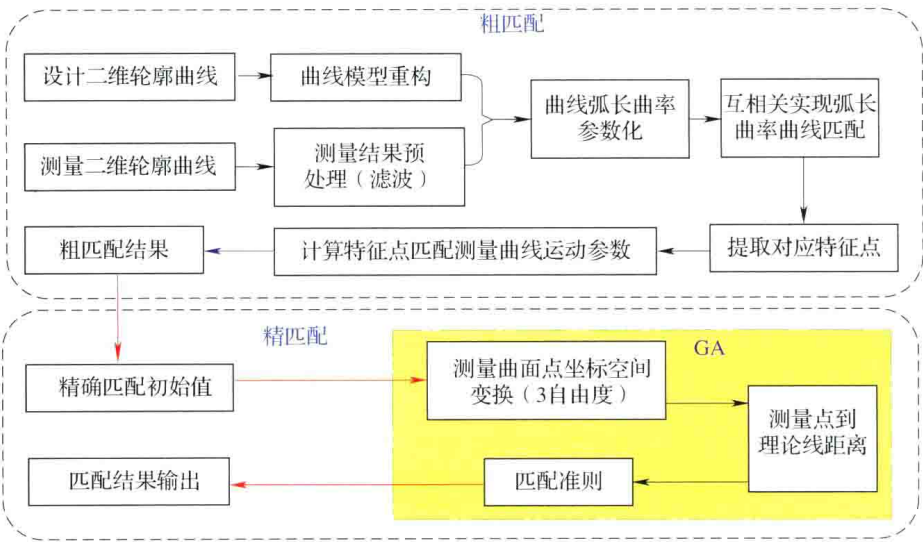 粗匹配
设计二维轮廓曲线
曲线模型重构
曲线弧长曲率
参数化
互相关实现弧长
曲率曲线匹配
测量二维轮廓曲线
测量结果预
处理(滤波)
粗匹配结果
计算特征点匹配测量曲线运动参数
提取对应特征点
精匹配
GA
精确匹配初始值
测量曲面点坐标空间
变换(3自由度)
测量点到
理论线距离
匹配结果输出
匹配准则